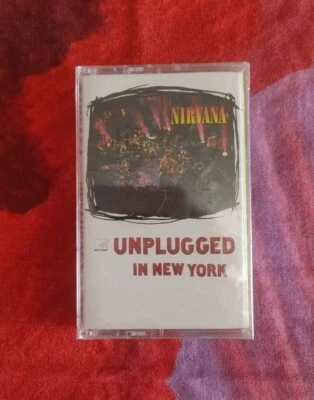 NIRVANA
UNPLUGGED
IN NEW YORK